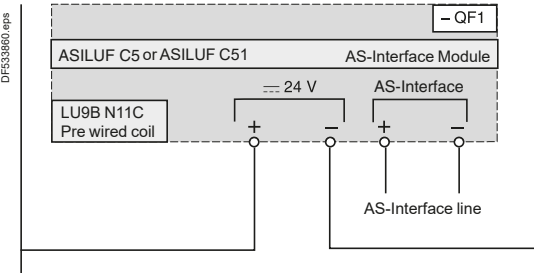 DF533860.eps
– QF1
ASILUF C5 or ASILUF C51
AS-Interface Module
24 V
AS-Interface
LU9B N11C
Pre wired coil
+ – + –
AS-Interface line